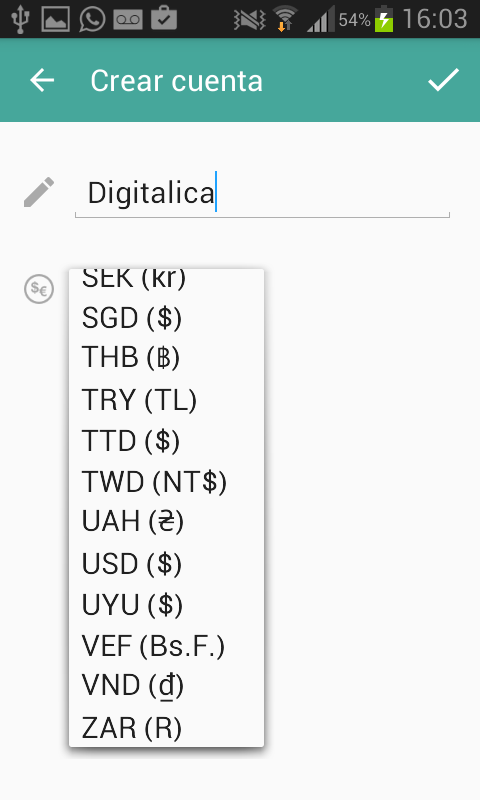 54% 16:03
Crear cuenta
Digitalica
$€
SEK (kr)
SGD ($)
THB (฿)
TRY (TL)
TTD ($)
TWD (NT$)
UAH (₴)
USD ($)
UYU ($)
VEF (Bs.F.)
VND (₫)
ZAR (R)